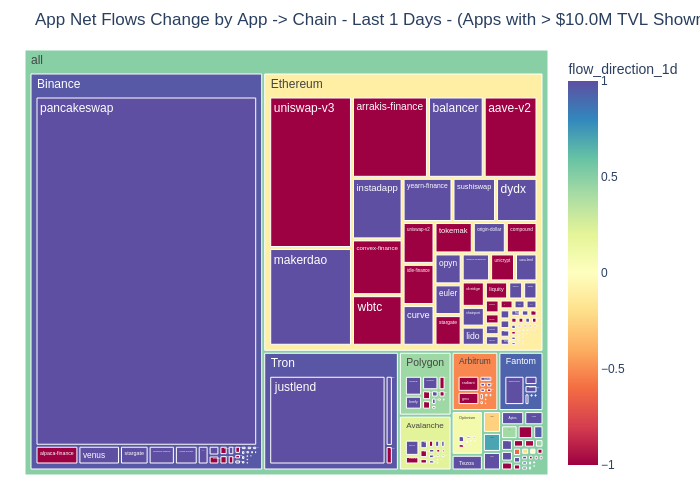 App Net Flows Change by App -> Chain - Last 1 Days - (Apps with > $10.0M TVL Shown
flow_direction_1d
all
Binance
pancakeswap
alpaca-finance
venus
stargate
Ethereum
uniswap-v3
arrakis-finance
balancer
aave-v2
makerdao
instadapp
yearn-finance
sushiswap
dydx
convex-finance
uniswap-v2
tokemak
origin-dollar
compound
idle-finance
opyn
unicrypt
wbtc
euler
liquity
curve
stargate
lido
Tron
justlend
Polygon
Arbitrum
Fantom
Avalanche
Optimism
Tezos
Aptos
1
0.5
0
−0.5
−1